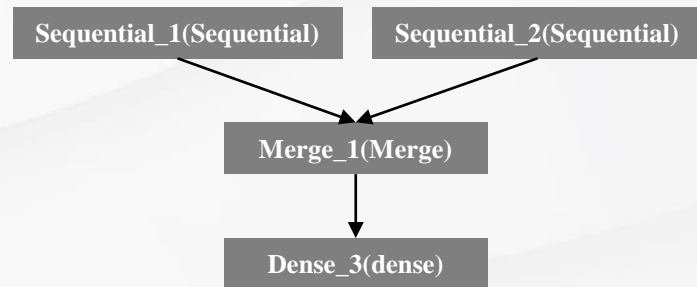 Sequential_1(Sequential)
Sequential_2(Sequential)
Merge_1(Merge)
Dense_3(dense)